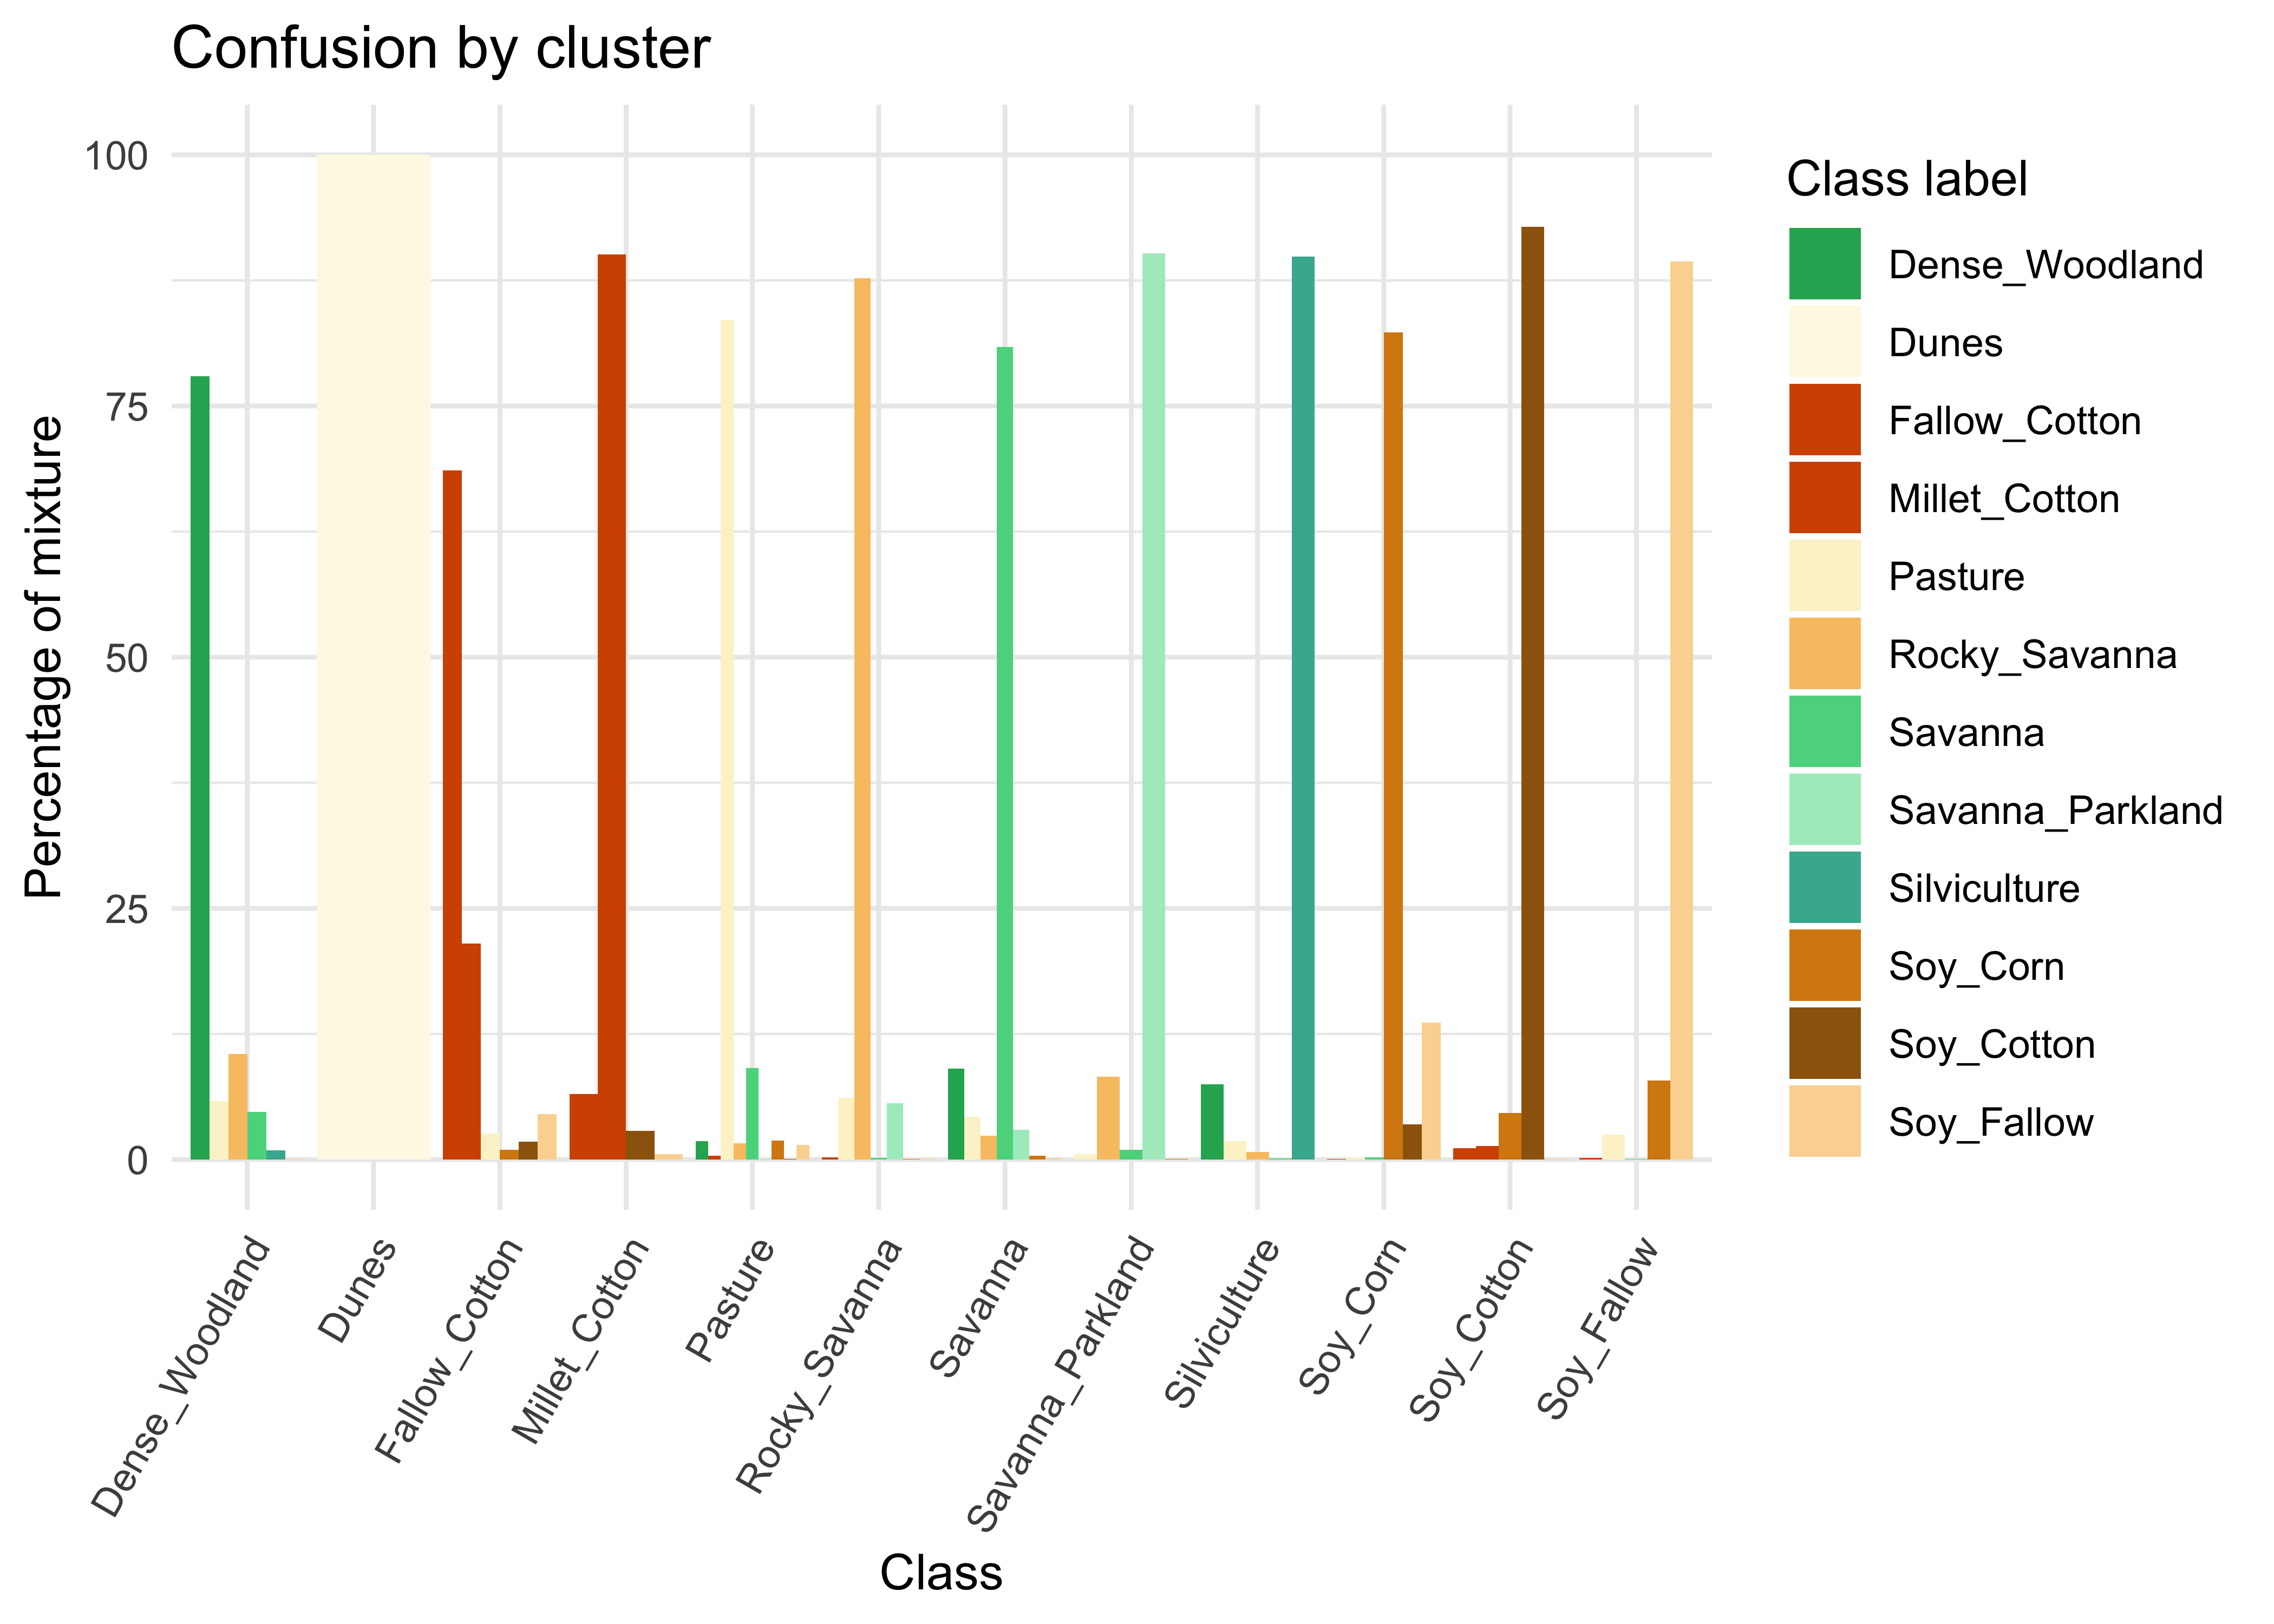 Confusion by cluster
Percentage of mixture
100
75
50
25
0
Dense_Woodland
Dunes
Fallow_Cotton
Millet_Cotton
Pasture
Rocky_Savanna
Savanna
Savanna_Parkland
Silviculture
Soy_Corn
Soy_Cotton
Soy_Fallow
Class
Class label
Dense_Woodland
Dunes
Fallow_Cotton
Millet_Cotton
Pasture
Rocky_Savanna
Savanna
Savanna_Parkland
Silviculture
Soy_Corn
Soy_Cotton
Soy_Fallow